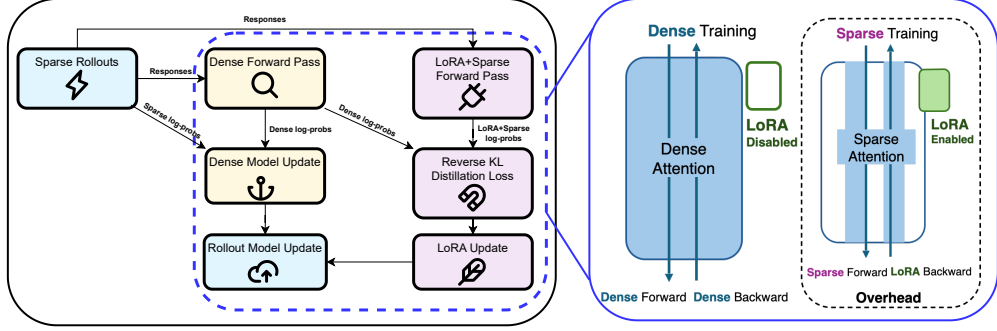 Responses
Sparse Rollouts
Responses
Dense Forward Pass
LoRA+Sparse
Forward Pass
Sparse log-probs
Dense log-probs
Dense log-probs
LoRA+Sparse
log-probs
Dense Model Update
Reverse KL
Distillation Loss
Rollout Model Update
LoRA Update
Dense Training
Dense
Attention
LoRA
Disabled
Dense Forward
Dense Backward
Sparse Training
Sparse
Attention
LoRA
Enabled
Sparse Forward
LoRA Backward
Overhead